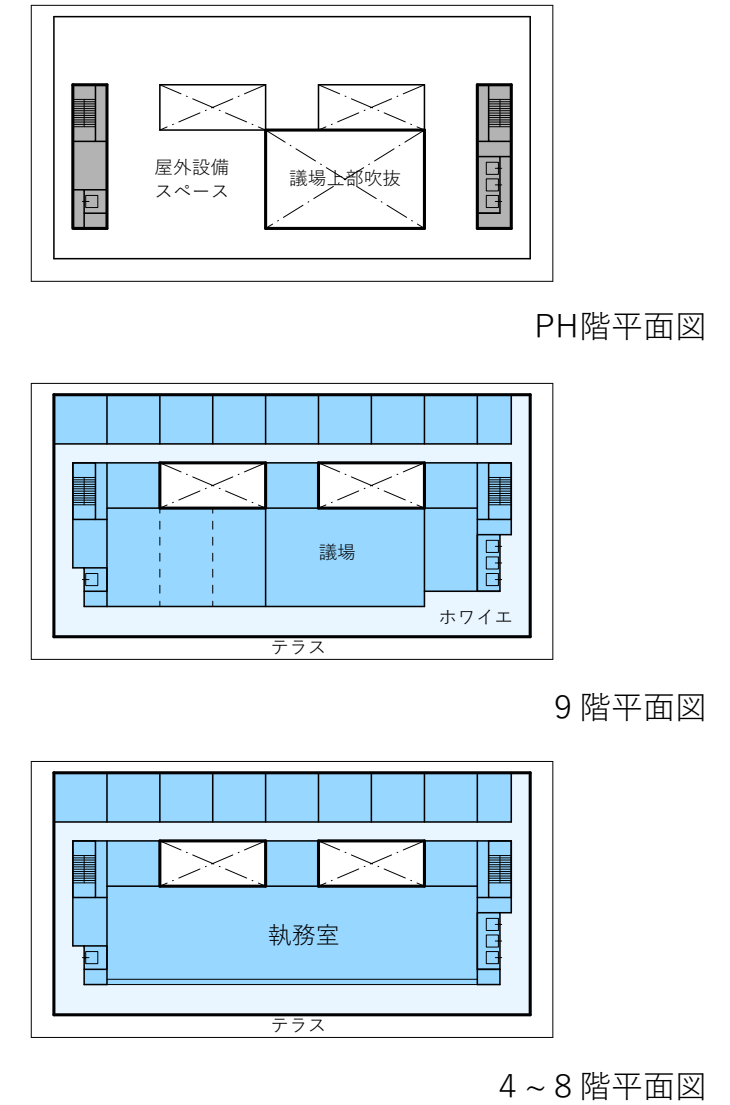 屋外設備
スペース
議場上部吹抜
PH階平面図
議場
ホワイエ
テラス
9 階平面図
執務室
テラス
4 ~ 8 階平面図